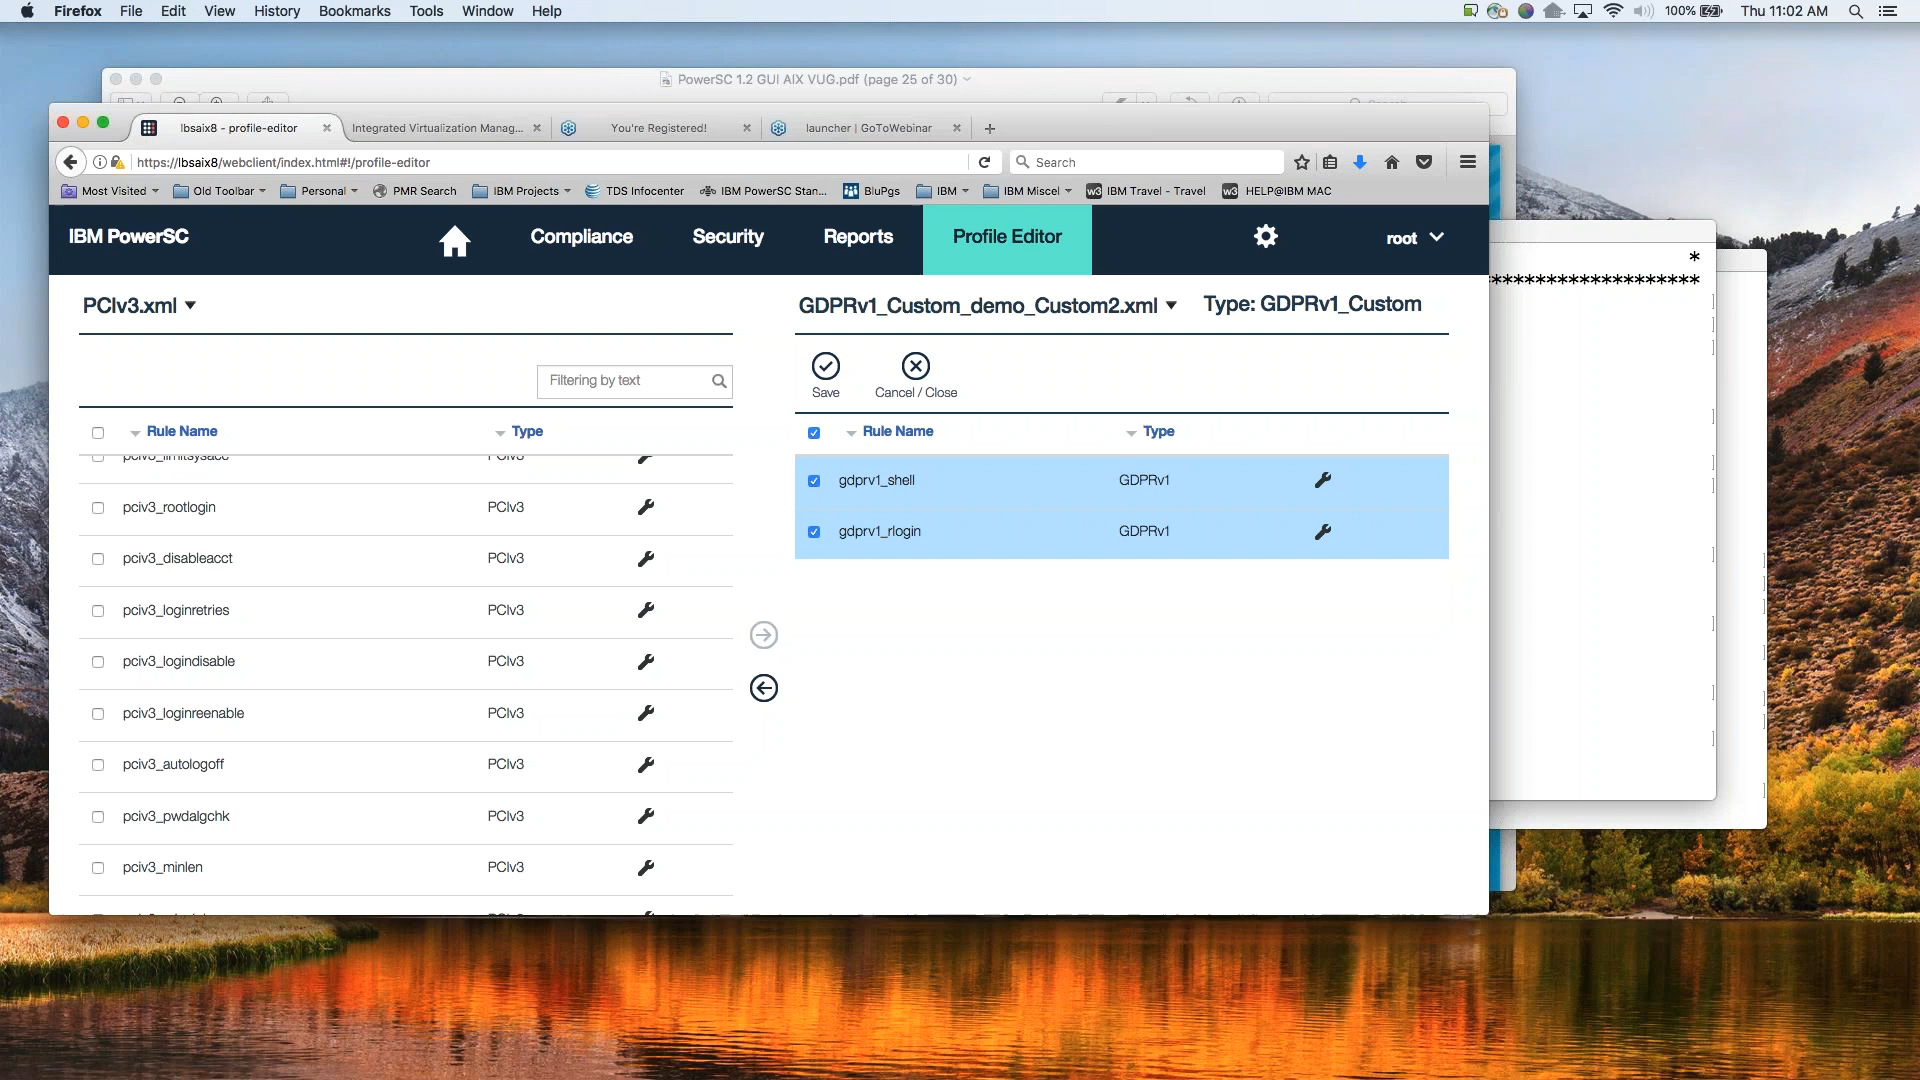 Firefox File Edit View History Bookmarks Tools Window Help 100% Thu 11:02 AM
PowerSC 1.2 GUI AIX VUG.pdf (page 25 of 30)
lbsaix8 - profile-editor Integrated Virtualization Manag... You're Registered! launcher | GoToWebinar
https://lbsaix8/webclient/index.html#!/profile-editor Search
Most Visited Old Toolbar Personal PMR Search IBM Projects TDS Infocenter IBM PowerSC Stan... BluPgs IBM IBM Miscel IBM Travel - Travel HELP@IBM MAC
IBM PowerSC Compliance Security Reports Profile Editor root
PCIv3.xml GDPRv1_Custom_demo_Custom2.xml Type: GDPRv1_Custom
Filtering by text
Save Cancel / Close
Rule Name Type Rule Name Type
pciv3_limitsysacc PCIv3
gdprv1_shell GDPRv1
pciv3_rootlogin PCIv3
gdprv1_rlogin GDPRv1
pciv3_disableacct PCIv3
pciv3_loginretries PCIv3
pciv3_logindisable PCIv3
pciv3_loginreenable PCIv3
pciv3_autologoff PCIv3
pciv3_pwdalgchk PCIv3
pciv3_minlen PCIv3